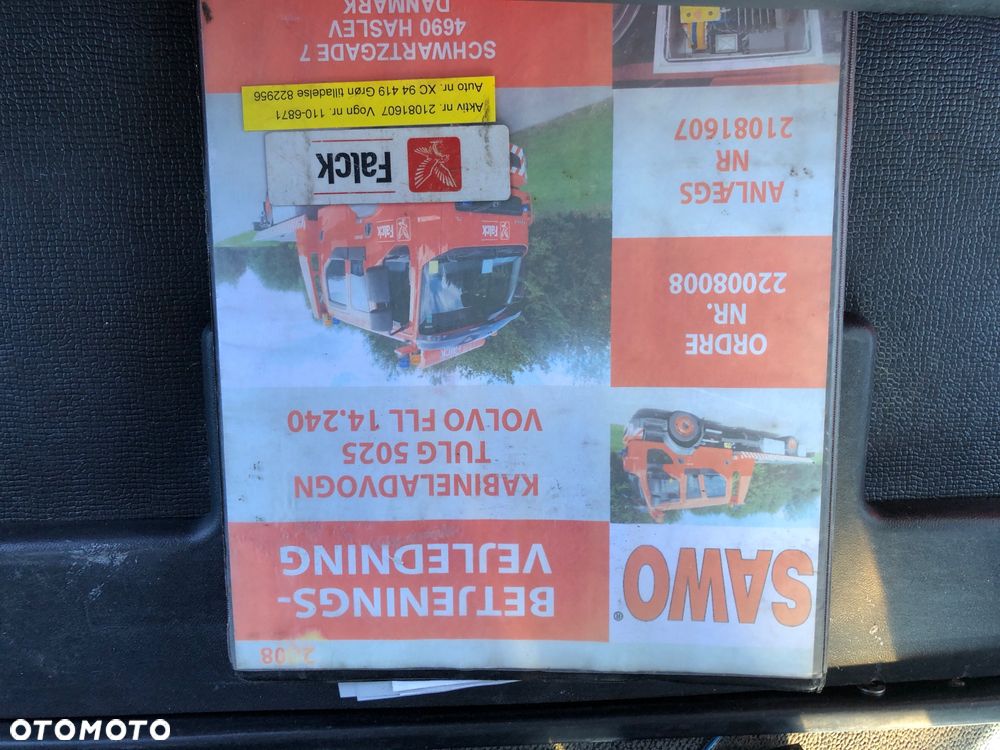 2008
SAWO®
BETJENINGS-
VEJLEDNING
KABINELADVOGN
TULG 5025
VOLVO FLL 14.240
ORDRE
NR.
22008008
ANLÆGS
NR
21081607
Falck
Falck
Falck
Aktiv nr. 21081607 Vogn nr. 110-6871
Auto nr. XC 94 419 Grøn tilladelse 822956
SCHWARTZGADE 7
4690 HASLEV
DANMARK
OTOMOTO